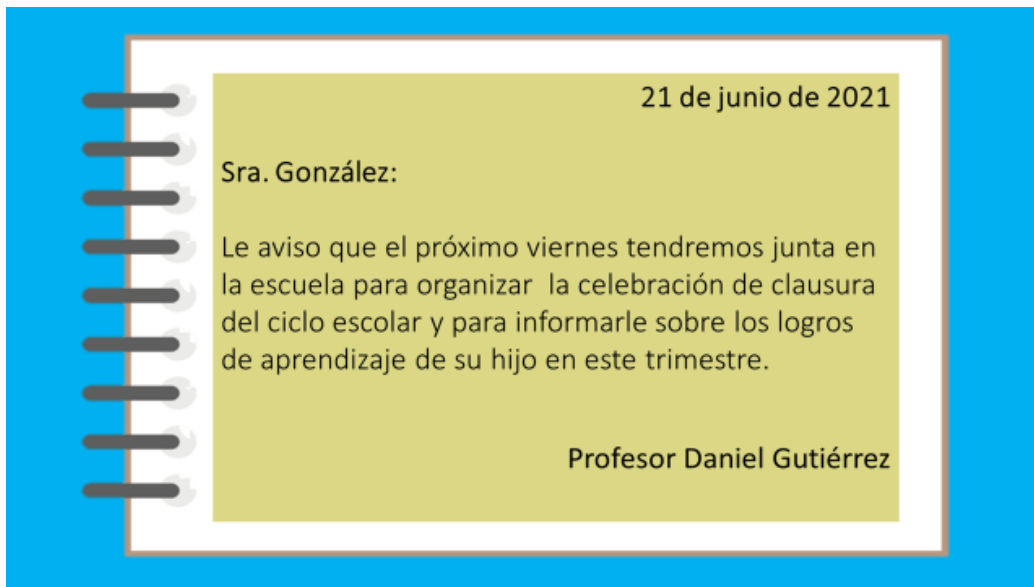 21 de junio de 2021
Sra. González:
Le aviso que el próximo viernes tendremos junta en
la escuela para organizar  la celebración de clausura
del ciclo escolar y para informarle sobre los logros
de aprendizaje de su hijo en este trimestre.
Profesor Daniel Gutiérrez